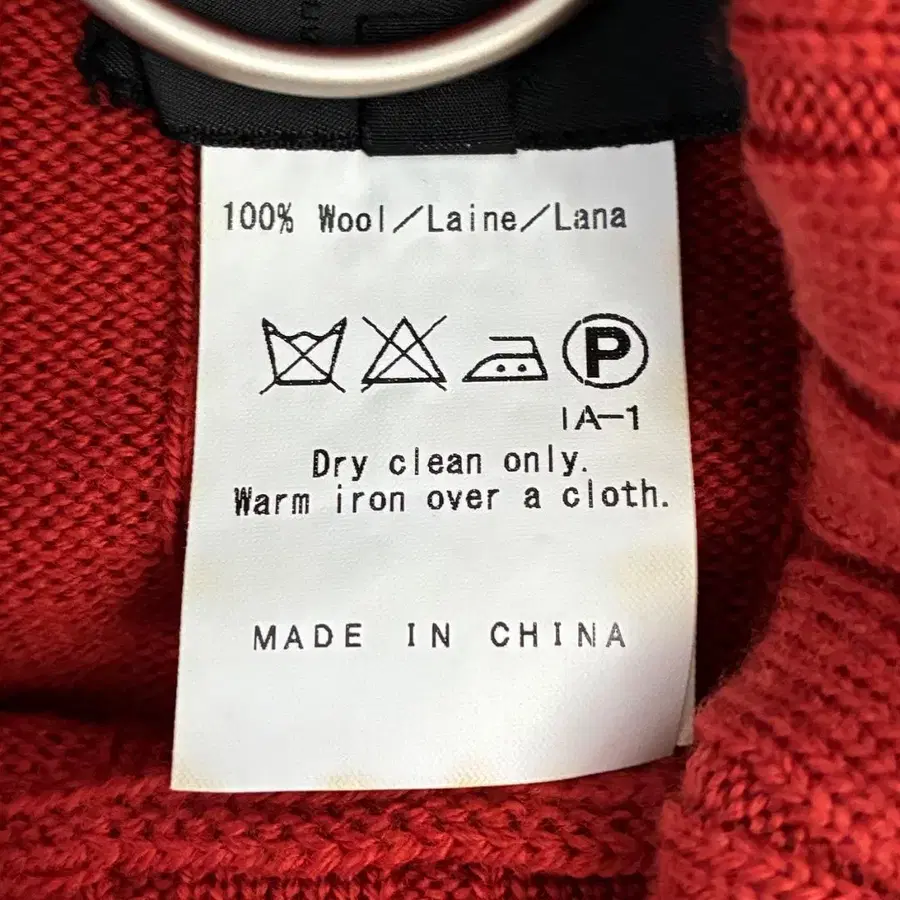 100% Wool/Laine/Lana
P
IA-1
Dry clean only.
Warm iron over a cloth.
MADE IN CHINA